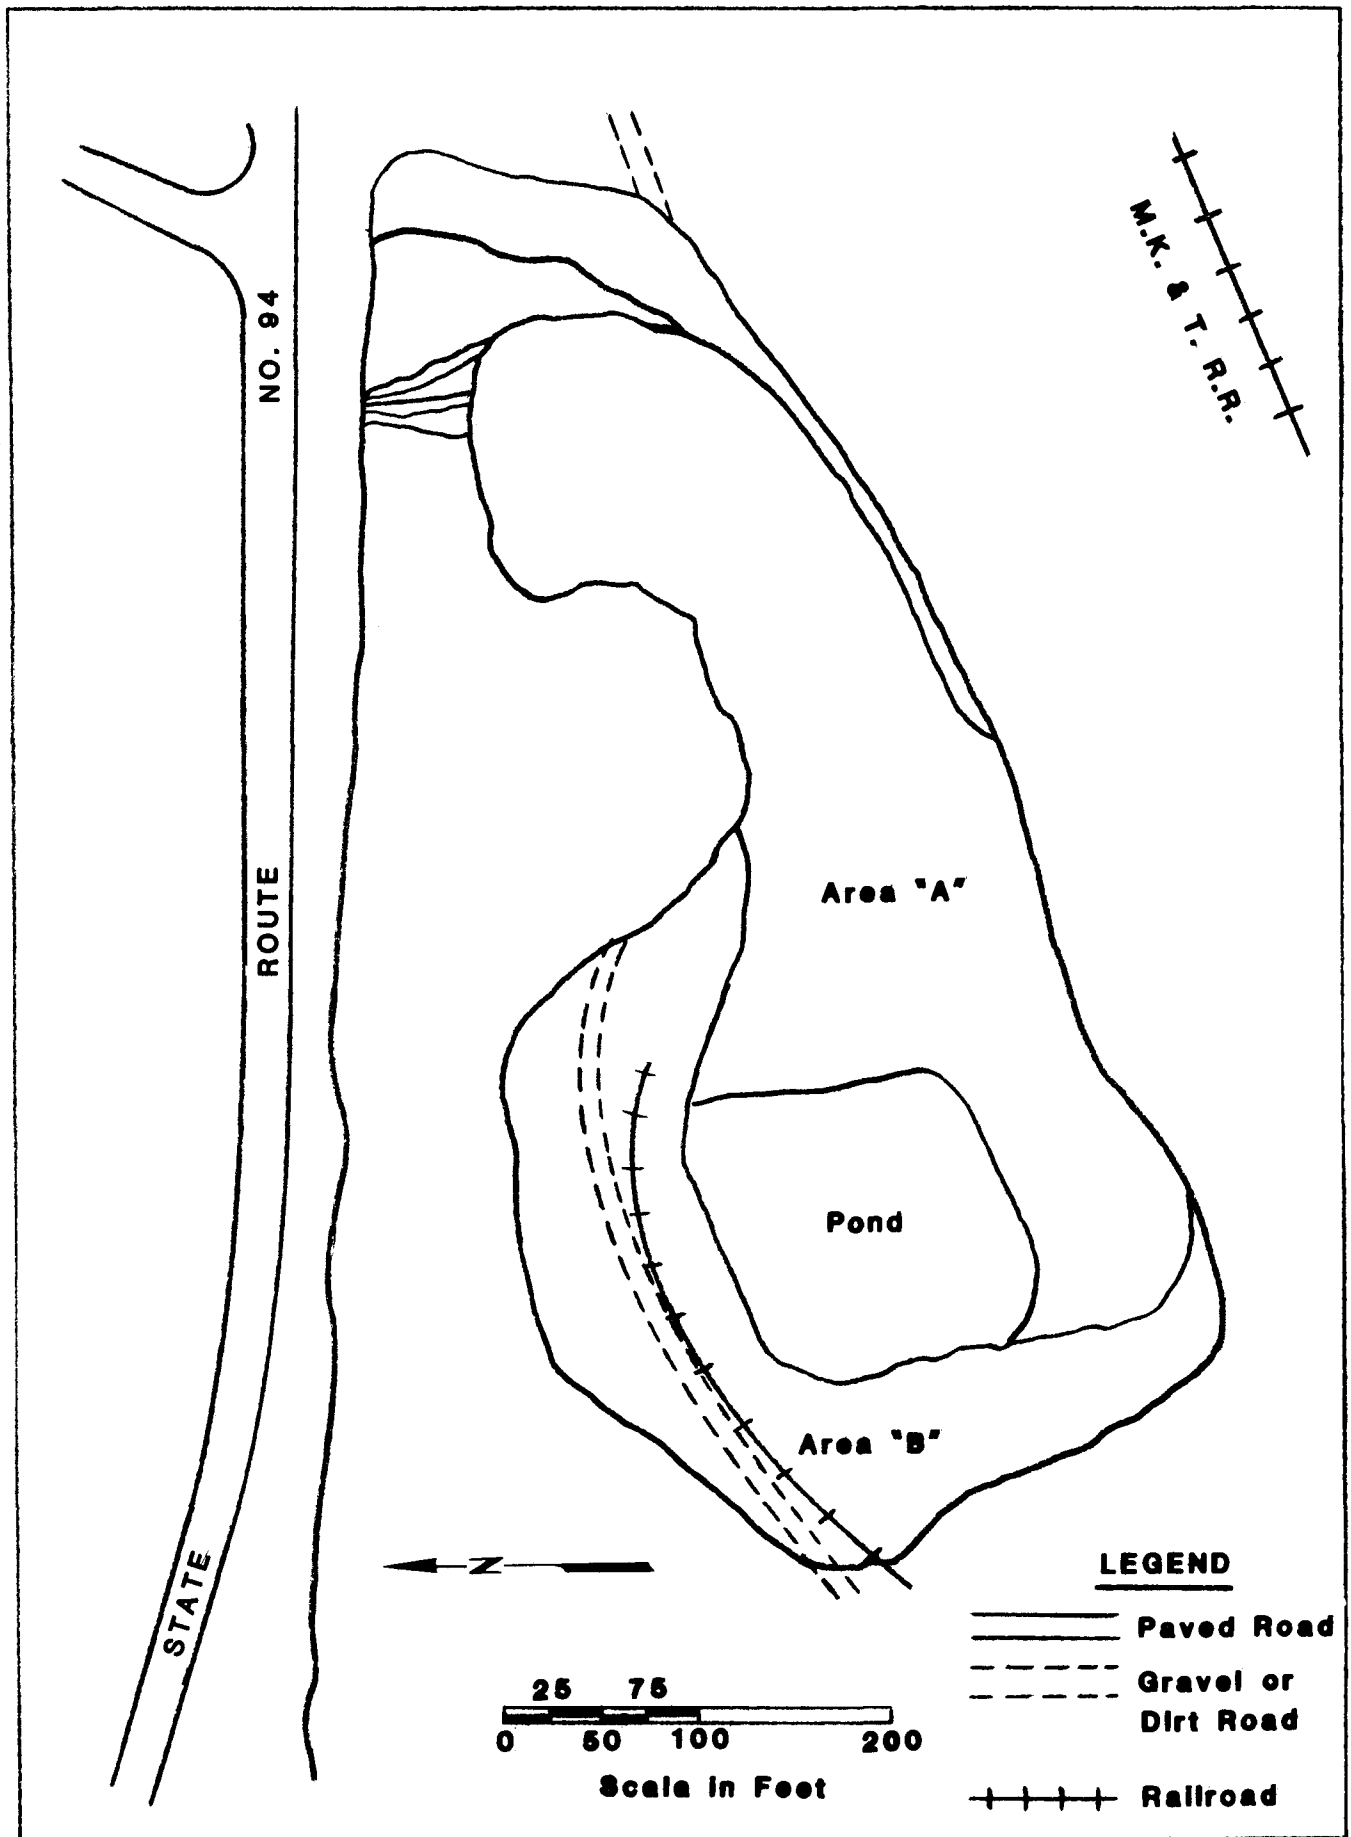 M.K. & T. R.R.
STATE ROUTE NO. 94
Area "A"
Pond
Area "B"
N
LEGEND
Paved Road
Gravel or
Dirt Road
Railroad
25 75
0 50 100 200
Scala in Feet